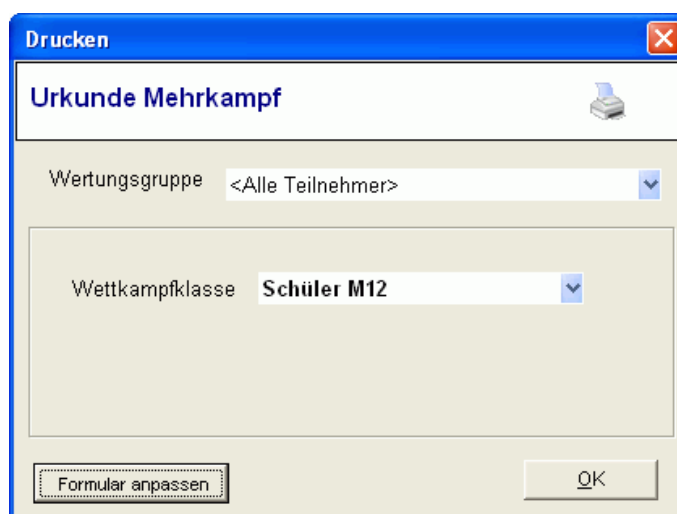 Drucken
Urkunde Mehrkampf
Wertungsgruppe <Alle Teilnehmer>
Wettkampfklasse Schüler M12
Formular anpassen OK